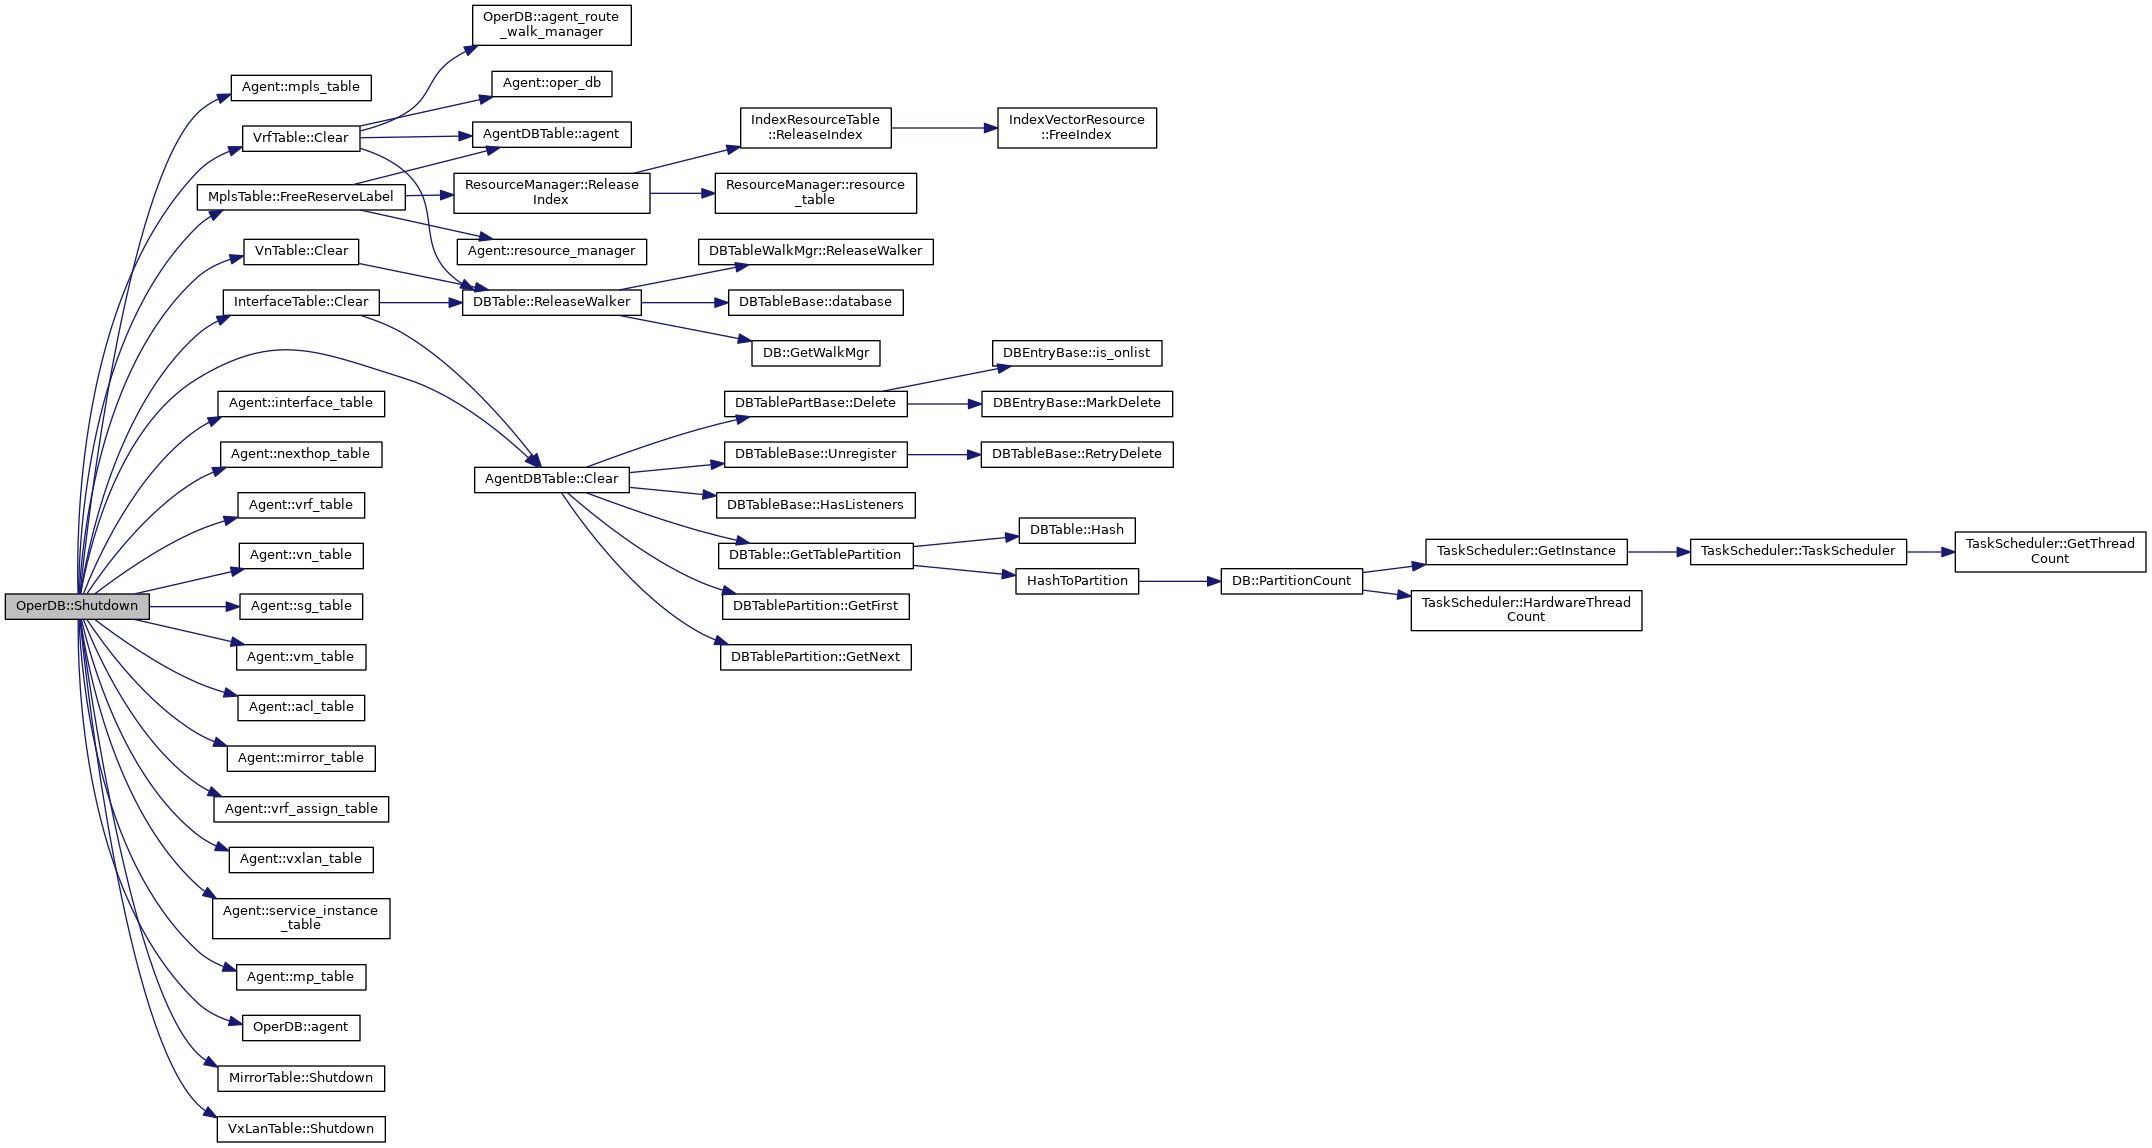 OperDB::Shutdown
Agent::mpls_table
VrfTable::Clear
MplsTable::FreeReserveLabel
VnTable::Clear
InterfaceTable::Clear
Agent::interface_table
Agent::nexthop_table
Agent::vrf_table
Agent::vn_table
Agent::sg_table
Agent::vm_table
Agent::acl_table
Agent::mirror_table
Agent::vrf_assign_table
Agent::vxlan_table
Agent::service_instance
_table
Agent::mp_table
OperDB::agent
MirrorTable::Shutdown
VxLanTable::Shutdown
OperDB::agent_route
_walk_manager
Agent::oper_db
AgentDBTable::agent
ResourceManager::Release
Index
Agent::resource_manager
DBTable::ReleaseWalker
AgentDBTable::Clear
IndexResourceTable
::ReleaseIndex
ResourceManager::resource
_table
DBTableWalkMgr::ReleaseWalker
DBTableBase::database
DB::GetWalkMgr
DBTablePartBase::Delete
DBTableBase::Unregister
DBTableBase::HasListeners
DBTable::GetTablePartition
DBTablePartition::GetFirst
DBTablePartition::GetNext
IndexVectorResource
::FreeIndex
DBEntryBase::is_onlist
DBEntryBase::MarkDelete
DBTableBase::RetryDelete
DBTable::Hash
HashToPartition
DB::PartitionCount
TaskScheduler::GetInstance
TaskScheduler::HardwareThread
Count
TaskScheduler::TaskScheduler
TaskScheduler::GetThread
Count